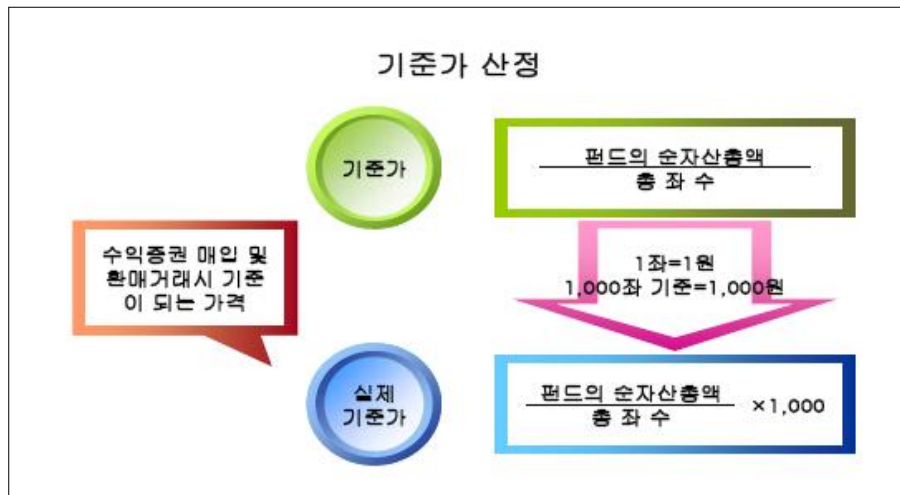 기준가 산정
기준가
펀드의 순자산총액
총 좌 수
수익증권 매입 및
환매거래시 기준
이 되는 가격
1좌=1원
1,000좌 기준=1,000원
실제
기준가
펀드의 순자산총액
총 좌 수
×1,000